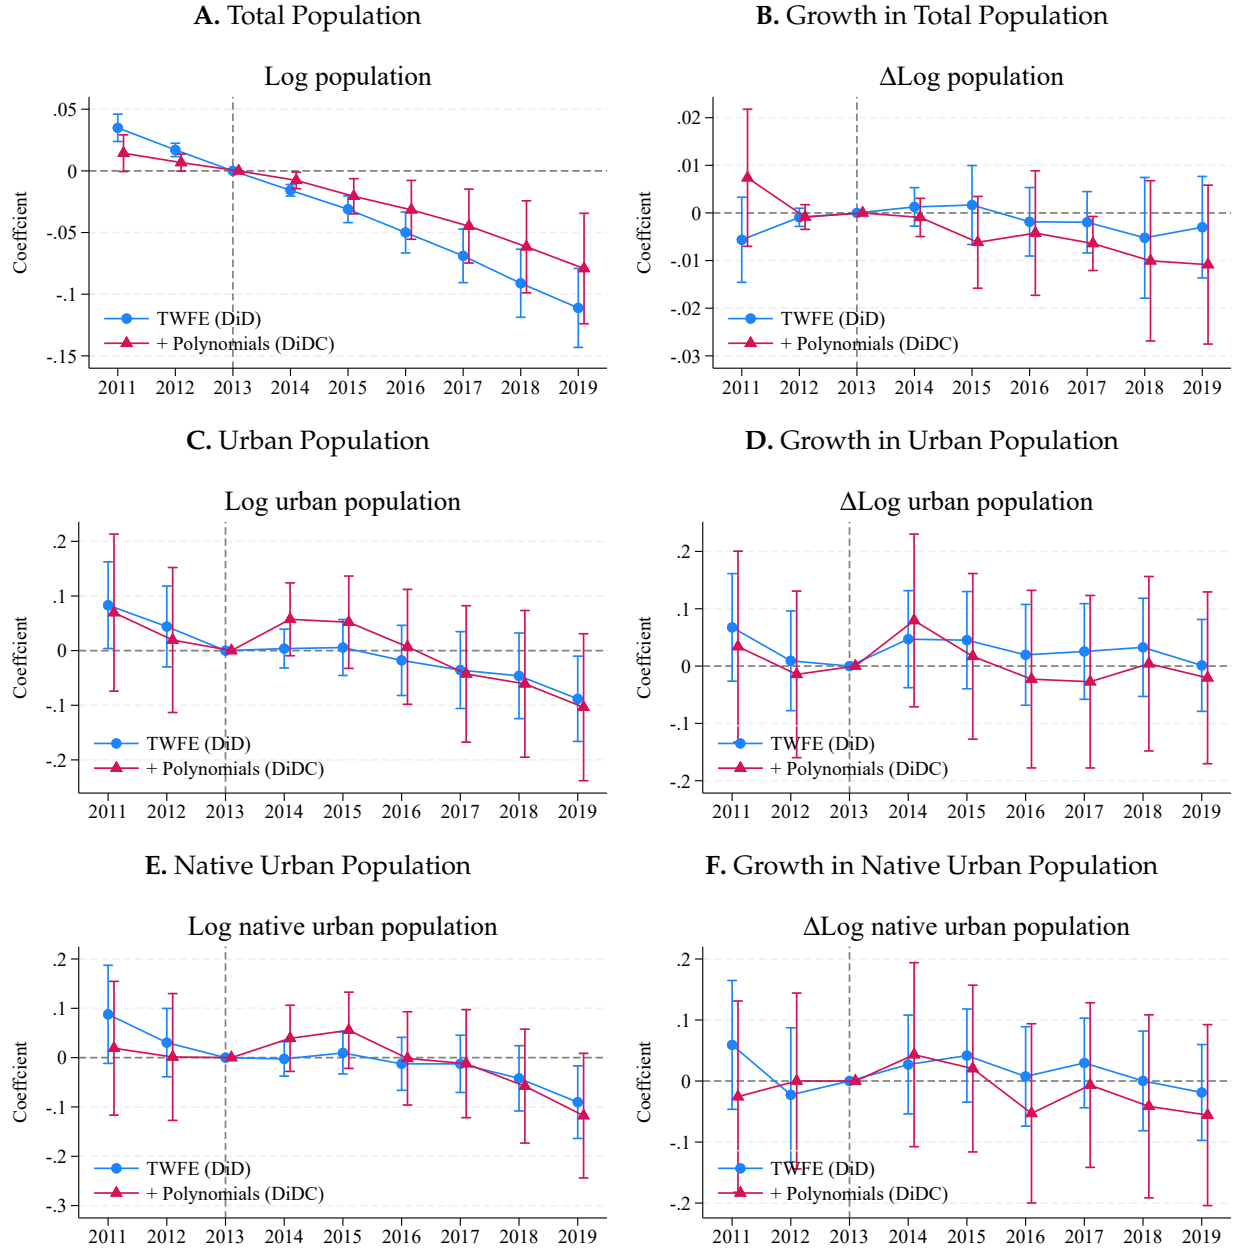 A. Total Population
Log population
Coeffcient
.05
0
-.05
-.1
-.15
TWFE (DiD)
+ Polynomials (DiDC)
2011 2012 2013 2014 2015 2016 2017 2018 2019
B. Growth in Total Population
ΔLog population
Coeffcient
.02
.01
0
-.01
-.02
-.03
TWFE (DiD)
+ Polynomials (DiDC)
2011 2012 2013 2014 2015 2016 2017 2018 2019
C. Urban Population
Log urban population
Coeffcient
.2
.1
0
-.1
-.2
TWFE (DiD)
+ Polynomials (DiDC)
2011 2012 2013 2014 2015 2016 2017 2018 2019
D. Growth in Urban Population
ΔLog urban population
Coeffcient
.2
.1
0
-.1
-.2
TWFE (DiD)
+ Polynomials (DiDC)
2011 2012 2013 2014 2015 2016 2017 2018 2019
E. Native Urban Population
Log native urban population
Coeffcient
.2
.1
0
-.1
-.2
-.3
TWFE (DiD)
+ Polynomials (DiDC)
2011 2012 2013 2014 2015 2016 2017 2018 2019
F. Growth in Native Urban Population
ΔLog native urban population
Coeffcient
.2
.1
0
-.1
-.2
TWFE (DiD)
+ Polynomials (DiDC)
2011 2012 2013 2014 2015 2016 2017 2018 2019